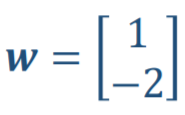 w = [1
-2]